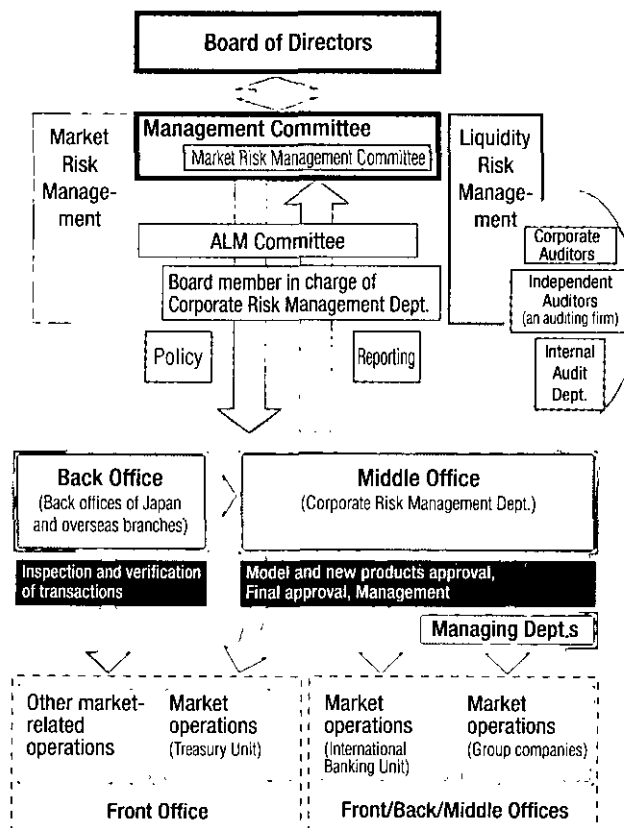 Board of Directors
Market
Risk
Manage-
ment
Management Committee
Market Risk Management Committee
Liquidity
Risk
Manage-
ment
ALM Committee
Board member in charge of
Corporate Risk Management Dept.
Corporate
Auditors
Independent
Auditors
(an auditing firm)
Internal
Audit
Dept.
Policy
Reporting
Back Office
(Back offices of Japan
and overseas branches)
Middle Office
(Corporate Risk Management Dept.)
Inspection and verification
of transactions
Model and new products approval,
Final approval, Management
Managing Dept.s
Other market-
related
operations
Market
operations
(Treasury Unit)
Market
operations
(International
Banking Unit)
Market
operations
(Group companies)
Front Office
Front/Back/Middle Offices